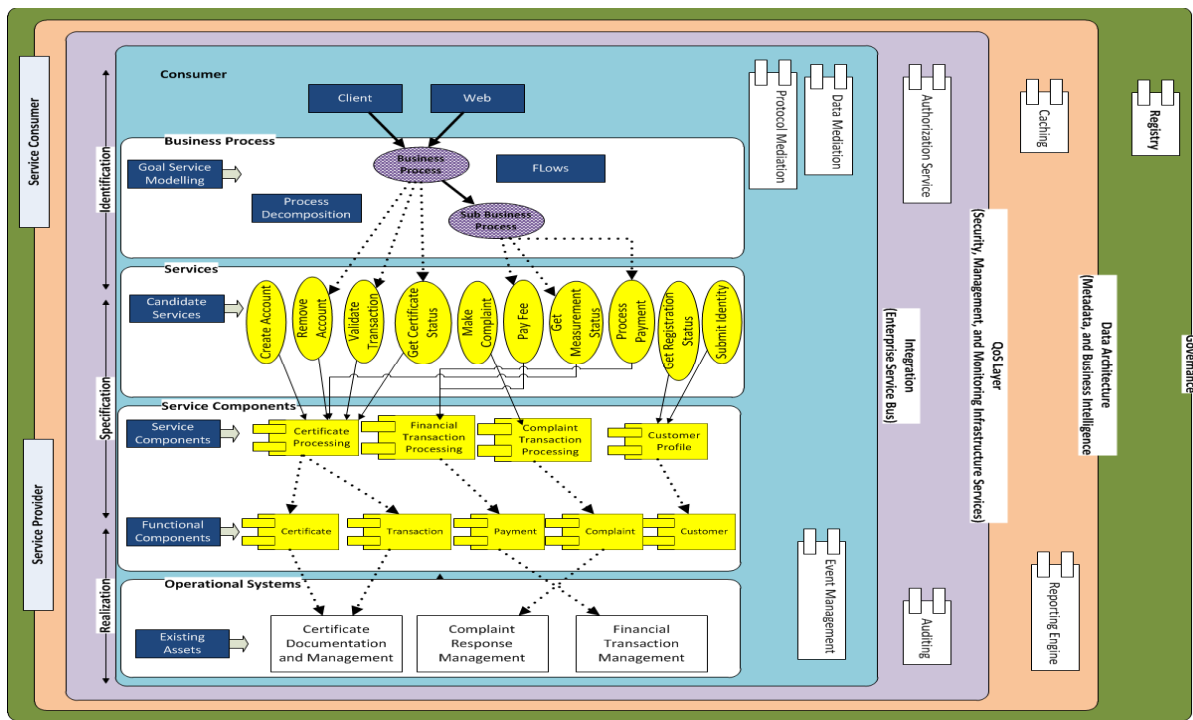 Service Consumer
Service Provider
Identification
Specification
Realization
Consumer
Client
Web
Business Process
Goal Service
Modelling
Process
Decomposition
Business
Process
FLows
Sub Business
Process
Services
Candidate
Services
Create Account
Remove
Account
Validate
Transaction
Get Certificate
Status
Make
Complaint
Pay Fee
Get
Measurement
Status
Process
Payment
Get Registration
Status
Submit Identity
Service Components
Service
Components
Certificate
Processing
Financial
Transaction
Processing
Complaint
Transaction
Processing
Customer
Profile
Functional
Components
Certificate
Transaction
Payment
Complaint
Customer
Operational Systems
Existing
Assets
Certificate
Documentation
and Management
Complaint
Response
Management
Financial
Transaction
Management
Protocol Mediation
Data Mediation
Event Management
Authorization Service
Integration
(Enterprise Service Bus)
Auditing
QoS Layer
(Security, Management, and Monitoring Infrastructure Services)
Caching
Data Architecture
(Metadata, and Business Intelligence
Reporting Engine
Registry
Governance